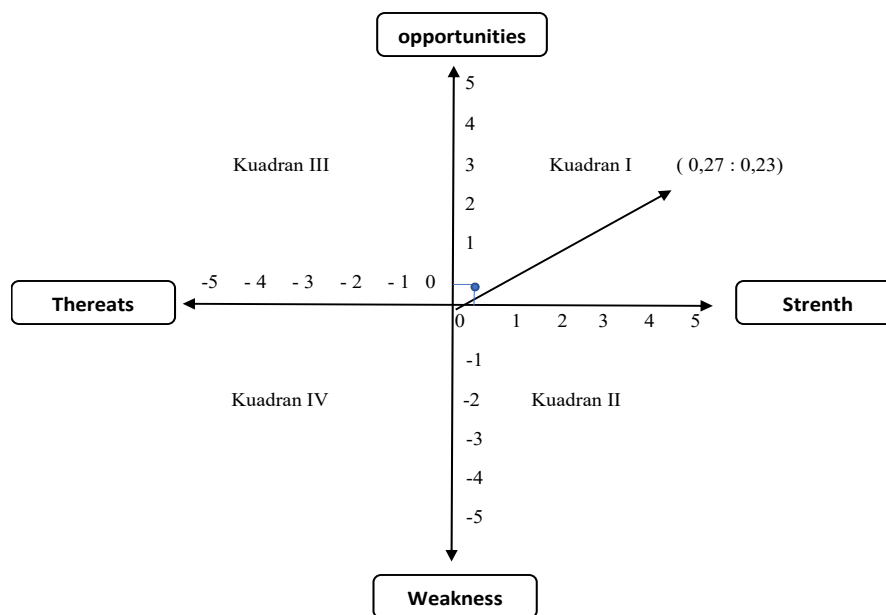 opportunities
5
4
Kuadran III 3 Kuadran I ( 0,27 : 0,23)
2
1
-5 - 4 - 3 - 2 - 1 0
Thereats Strenth
0 1 2 3 4 5
-1
Kuadran IV -2 Kuadran II
-3
-4
-5
Weakness